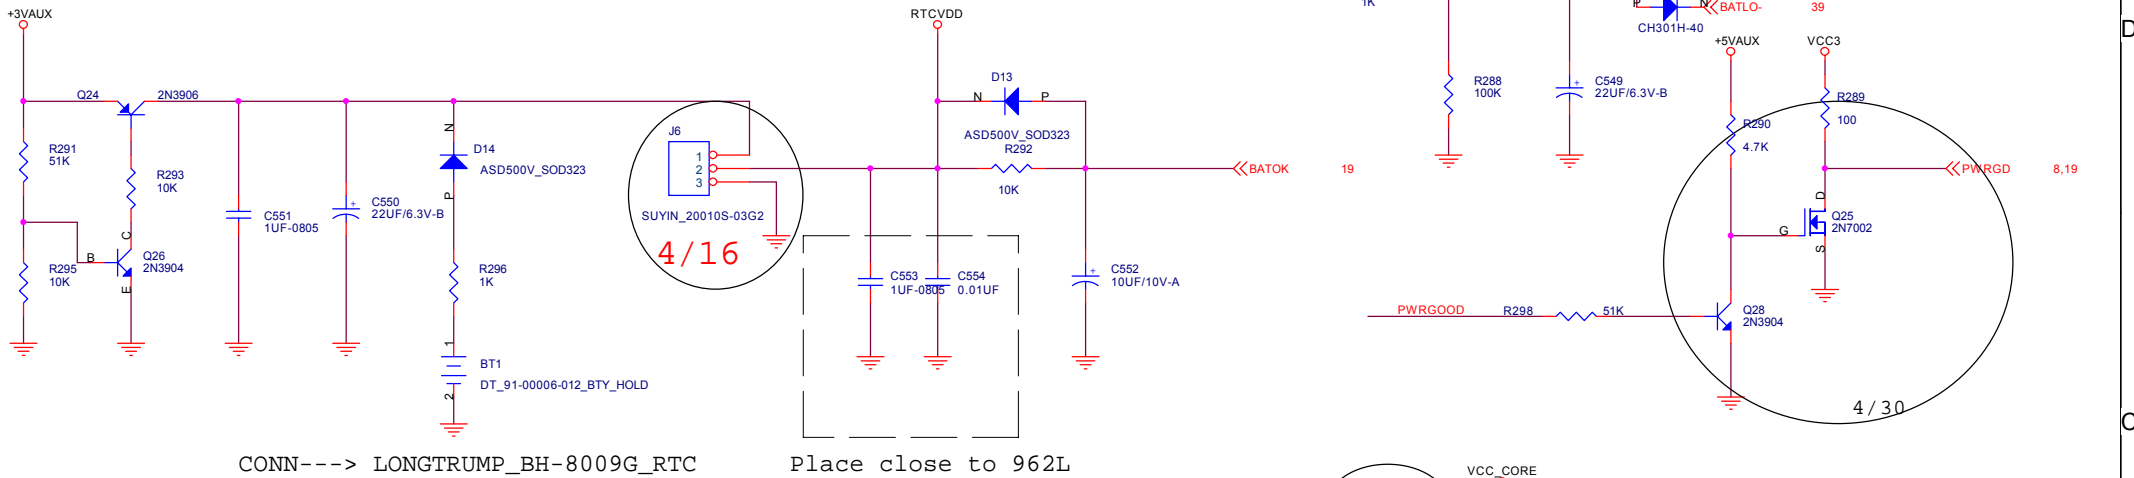 +3VAUX
Q24
2N3906
R291
51K
R293
10K
R295
10K
B
C
E
Q26
2N3904
C551
1UF-0805
C550
22UF/6.3V-B
+
N
D14
ASD500V_SOD323
P
R296
1K
1
BT1
DT_91-00006-012_BTY_HOLD
2
J6
1
2
3
SUYIN_20010S-03G2
4/16
RTCVDD
D13
N
P
ASD500V_SOD323
R292
10K
BATOK
19
C553
1UF-0805
C554
0.01UF
+
C552
10UF/10V-A
CONN---> LONGTRUMP_BH-8009G_RTC
Place close to 962L
1K
R288
100K
+
C549
22UF/6.3V-B
P
N
BATLO-
39
CH301H-40
+5VAUX
VCC3
R289
100
R290
4.7K
PWRGD
8,19
D
G
S
Q25
2N7002
PWRGOOD
R298
51K
Q28
2N3904
4/30
VCC_CORE
D
C